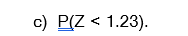 c) P(Z < 1.23).